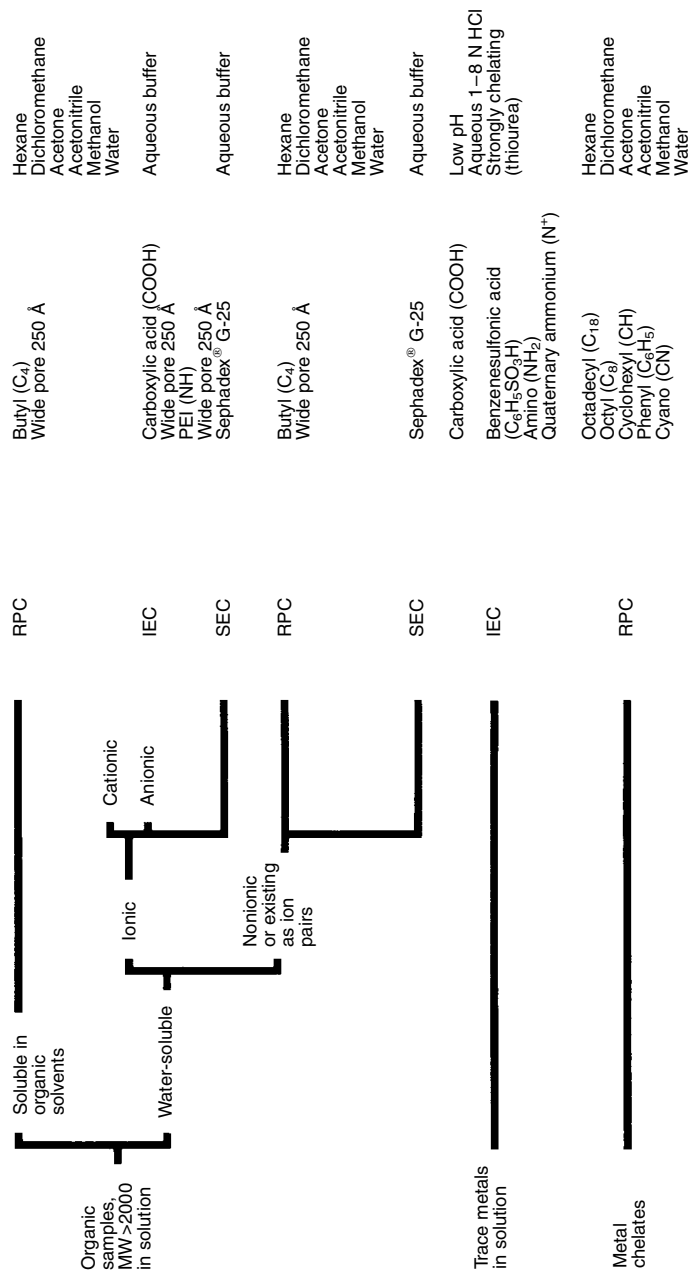 Organic
samples,
MW >2000
in solution
Soluble in
organic
solvents
RPC
Butyl (C₄)
Wide pore 250 Å
Hexane
Dichloromethane
Acetone
Acetonitrile
Methanol
Water
Water-soluble
Ionic
Cationic
Anionic
IEC
Carboxylic acid (COOH)
Wide pore 250 Å
PEI (NH)
Wide pore 250 Å
Aqueous buffer
SEC
Sephadex® G-25
Aqueous buffer
Nonionic
or existing
as ion
pairs
RPC
Butyl (C₄)
Wide pore 250 Å
Hexane
Dichloromethane
Acetone
Acetonitrile
Methanol
Water
SEC
Sephadex® G-25
Aqueous buffer
Trace metals
in solution
IEC
Carboxylic acid (COOH)
Benzenesulfonic acid
(C₆H₅SO₃H)
Amino (NH₂)
Quaternary ammonium (N⁺)
Low pH
Aqueous 1–8 N HCl
Strongly chelating
(thiourea)
Metal
chelates
RPC
Octadecyl (C₁₈)
Octyl (C₈)
Cyclohexyl (CH)
Phenyl (C₆H₅)
Cyano (CN)
Hexane
Dichloromethane
Acetone
Acetonitrile
Methanol
Water